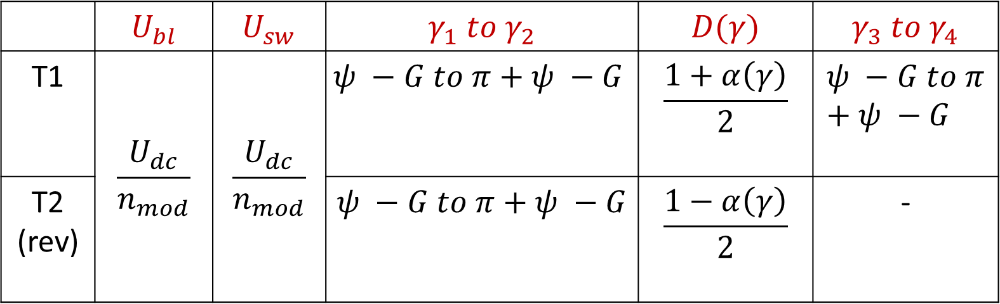 U_bl U_sw γ_1 to γ_2 D(γ) γ_3 to γ_4
T1 ψ − G to π + ψ − G (1 + α(γ))/2 ψ − G to π
+ ψ − G
U_dc/n_mod U_dc/n_mod
T2 ψ − G to π + ψ − G (1 − α(γ))/2 -
(rev)